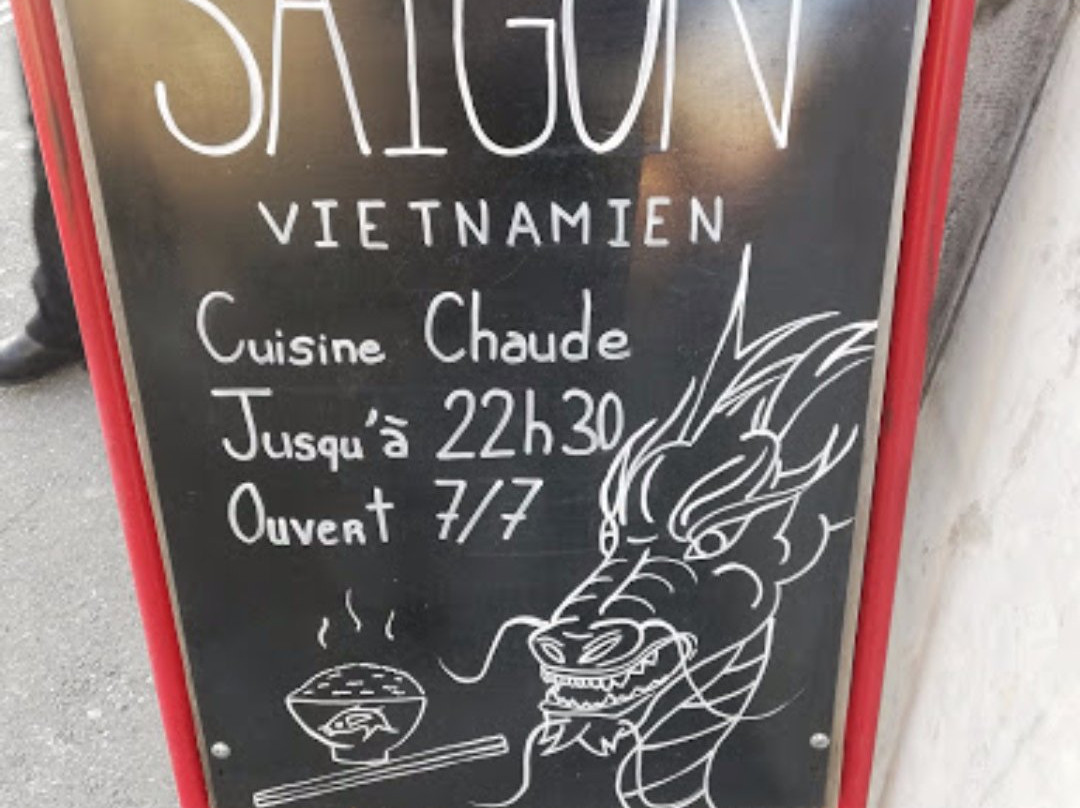 SAIGON
VIETNAMIEN
Cuisine Chaude
Jusqu'à 22h30
Ouvert 7/7